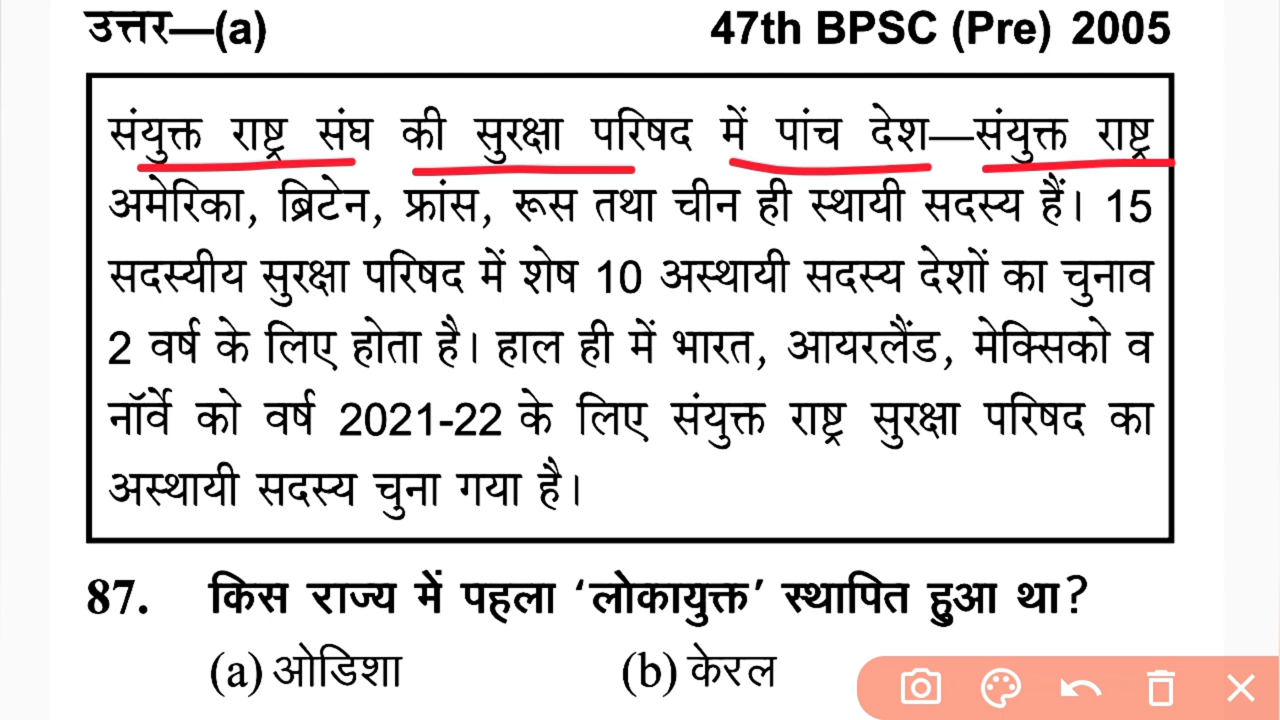 उत्तर—(a) 47th BPSC (Pre) 2005
संयुक्त राष्ट्र संघ की सुरक्षा परिषद में पांच देश—संयुक्त राष्ट्र
अमेरिका, ब्रिटेन, फ्रांस, रूस तथा चीन ही स्थायी सदस्य हैं। 15
सदस्यीय सुरक्षा परिषद में शेष 10 अस्थायी सदस्य देशों का चुनाव
2 वर्ष के लिए होता है। हाल ही में भारत, आयरलैंड, मेक्सिको व
नॉर्वे को वर्ष 2021-22 के लिए संयुक्त राष्ट्र सुरक्षा परिषद का
अस्थायी सदस्य चुना गया है।
87. किस राज्य में पहला ‘लोकायुक्त’ स्थापित हुआ था?
(a) ओडिशा (b) केरल